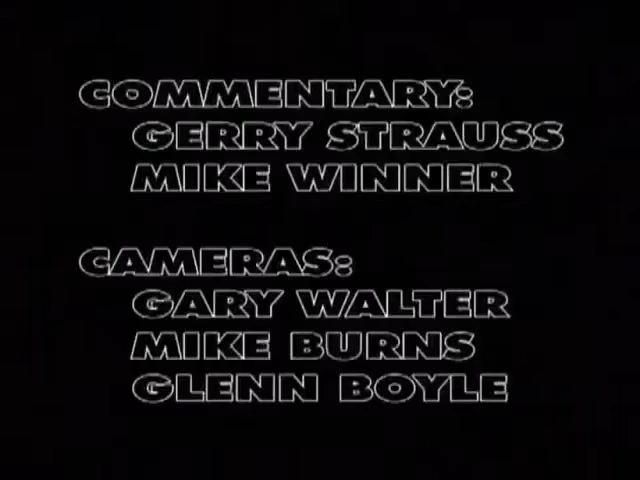 COMMENTARY:
GERRY STRAUSS
MIKE WINNER
CAMERAS:
GARY WALTER
MIKE BURNS
GLENN BOYLE